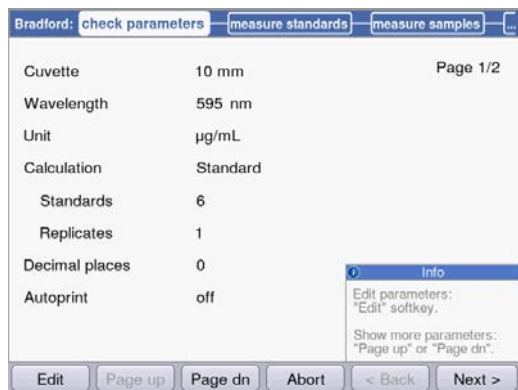 Bradford: check parameters measure standards measure samples ...
Page 1/2
Cuvette 10 mm
Wavelength 595 nm
Unit µg/mL
Calculation Standard
Standards 6
Replicates 1
Decimal places 0
Autoprint off
Info
Edit parameters:
"Edit" softkey.
Show more parameters:
"Page up" or "Page dn".
Edit Page up Page dn Abort < Back Next >